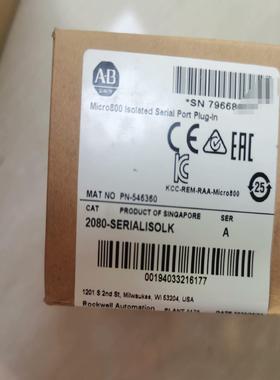 AB
*SN 79668
Micro800 Isolated Serial Port Plug-in
CE EAC
KCC-REM-RAA-Micro800
25
MAT NO PN-546360
CAT PRODUCT OF SINGAPORE SER
2080-SERIALISOLK A
00194033216177
1201 S 2nd St, Milwaukee, WI 53204, USA
Rockwell Automation